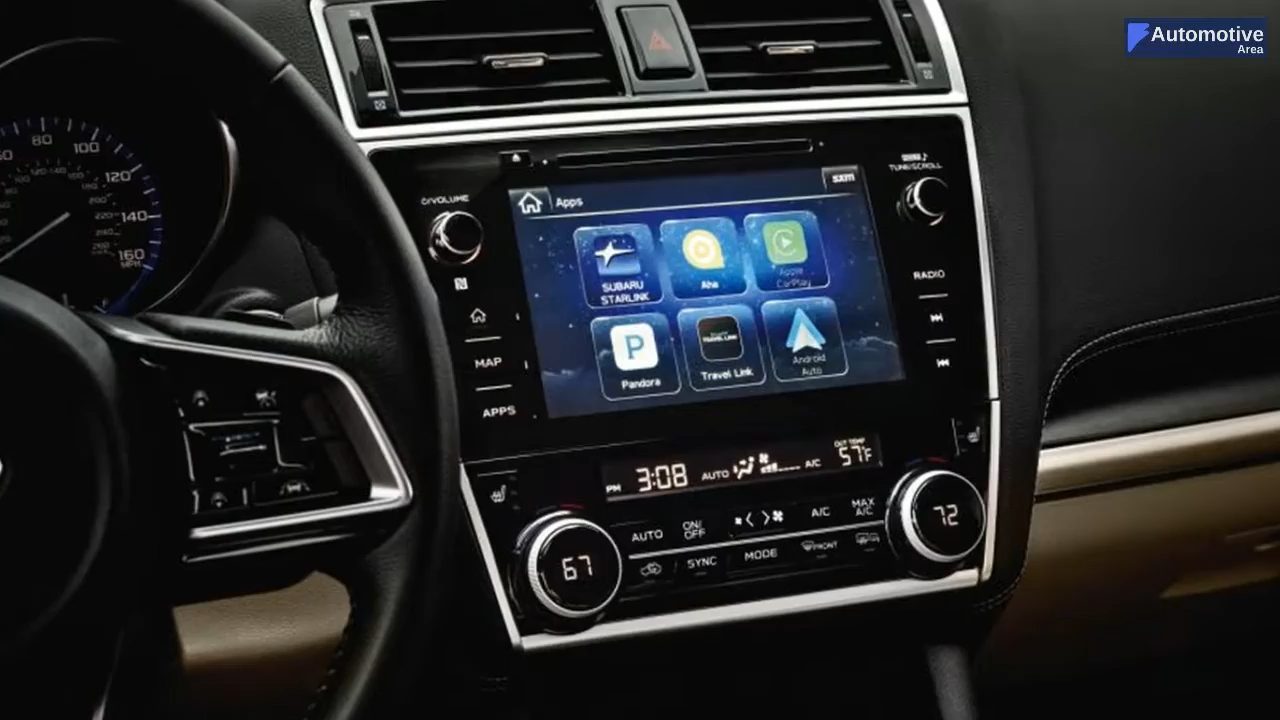 Automotive
Area
80
100
120
140
160
MPH
⏻/VOLUME
TUNE/SCROLL
Apps
sxm
SUBARU
STARLINK
Aha
Apple
CarPlay
P
Pandora
TRAVEL LINK
Travel Link
Android
Auto
MAP
APPS
RADIO
PM 3:08 AUTO A/C
OUT TEMP
57°F
AUTO
ON/
OFF
A/C
MAX
A/C
SYNC
MODE
FRONT
67
72